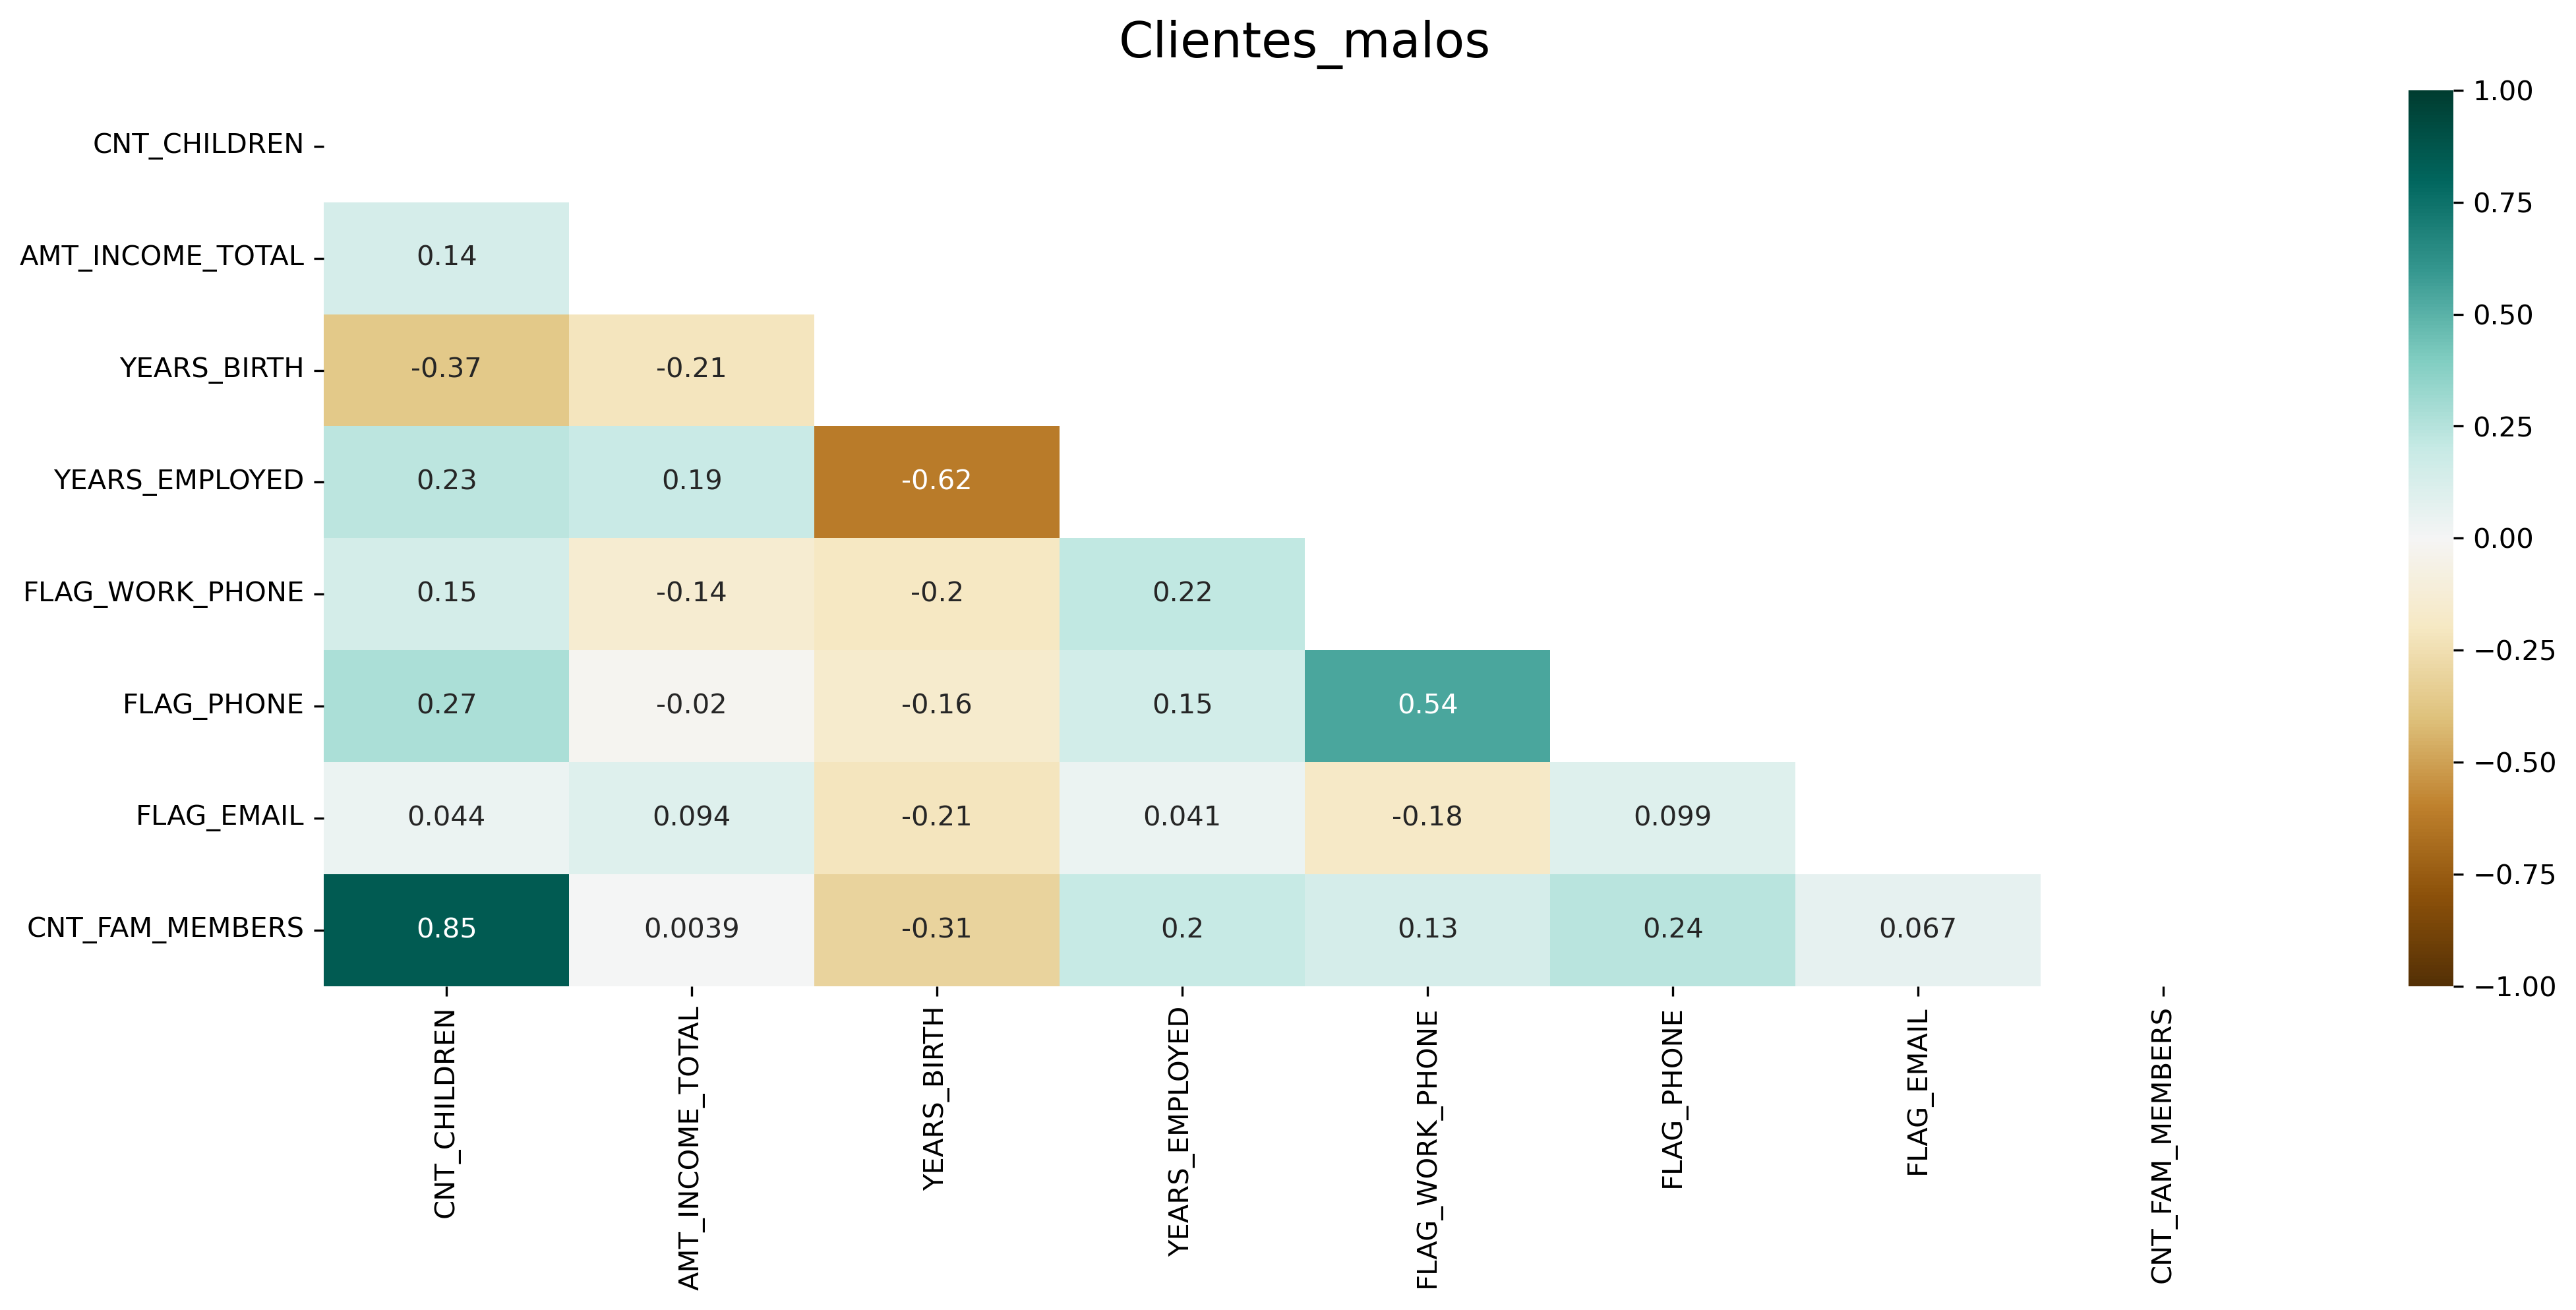 Clientes_malos
CNT_CHILDREN
AMT_INCOME_TOTAL 0.14
YEARS_BIRTH -0.37 -0.21
YEARS_EMPLOYED 0.23 0.19 -0.62
FLAG_WORK_PHONE 0.15 -0.14 -0.2 0.22
FLAG_PHONE 0.27 -0.02 -0.16 0.15 0.54
FLAG_EMAIL 0.044 0.094 -0.21 0.041 -0.18 0.099
CNT_FAM_MEMBERS 0.85 0.0039 -0.31 0.2 0.13 0.24 0.067
CNT_CHILDREN
AMT_INCOME_TOTAL
YEARS_BIRTH
YEARS_EMPLOYED
FLAG_WORK_PHONE
FLAG_PHONE
FLAG_EMAIL
CNT_FAM_MEMBERS
1.00
0.75
0.50
0.25
0.00
−0.25
−0.50
−0.75
−1.00